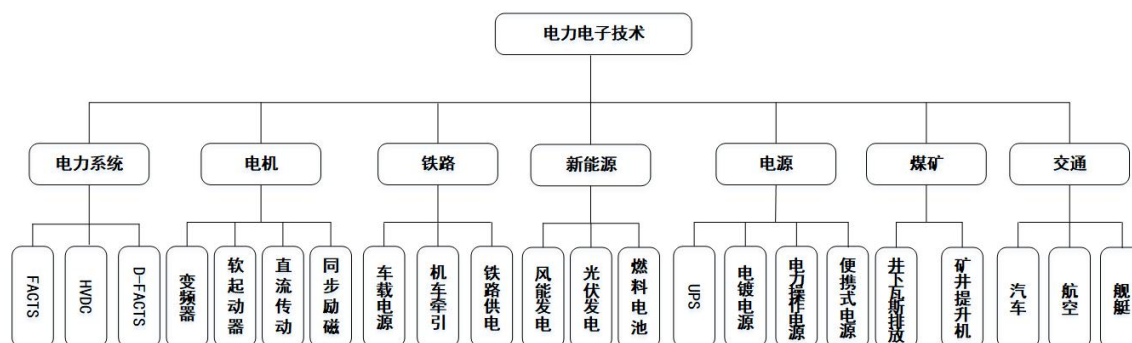 电力电子技术
电力系统
电机
铁路
新能源
电源
煤矿
交通
FACTS
HVDC
D-FACTS
变频器
软起动器
直流传动
同步励磁
车载电源
机车牵引
铁路供电
风能发电
光伏发电
燃料电池
UPS
电镀电源
电力操作电源
便携式电源
井下瓦斯排放
矿井提升机
汽车
航空
舰艇